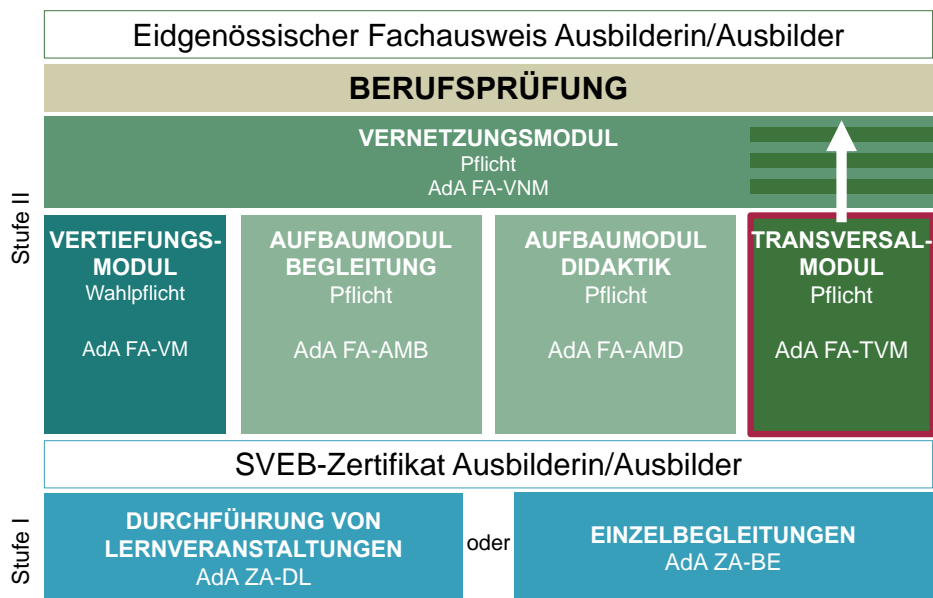 Eidgenössischer Fachausweis Ausbilderin/Ausbilder
BERUFSPRÜFUNG
VERNETZUNGSMODUL
Pflicht
AdA FA-VNM
Stufe II
VERTIEFUNGS-
MODUL
Wahlpflicht
AdA FA-VM
AUFBAUMODUL
BEGLEITUNG
Pflicht
AdA FA-AMB
AUFBAUMODUL
DIDAKTIK
Pflicht
AdA FA-AMD
TRANSVERSAL-
MODUL
Pflicht
AdA FA-TVM
SVEB-Zertifikat Ausbilderin/Ausbilder
Stufe I
DURCHFÜHRUNG VON
LERNVERANSTALTUNGEN
AdA ZA-DL
oder
EINZELBEGLEITUNGEN
AdA ZA-BE